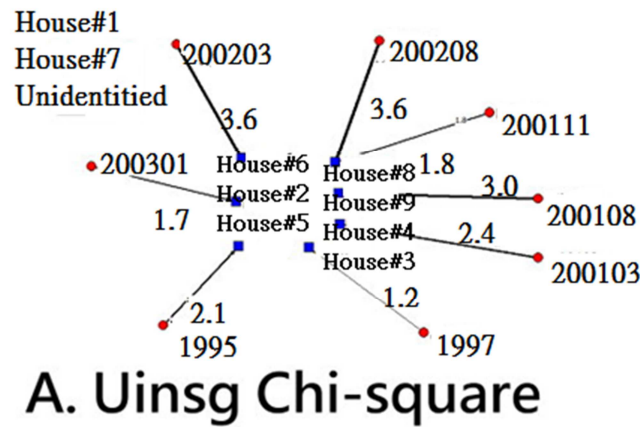 House#1
House#7
Unidentitied
200203
200208
3.6
3.6
200111
1.8
200301
House#6
House#8
1.8
House#2
3.0
House#9
200108
1.7
House#5
House#4
2.4
House#3
200103
2.1
1.2
1995
1997
A. Uinsg Chi-square